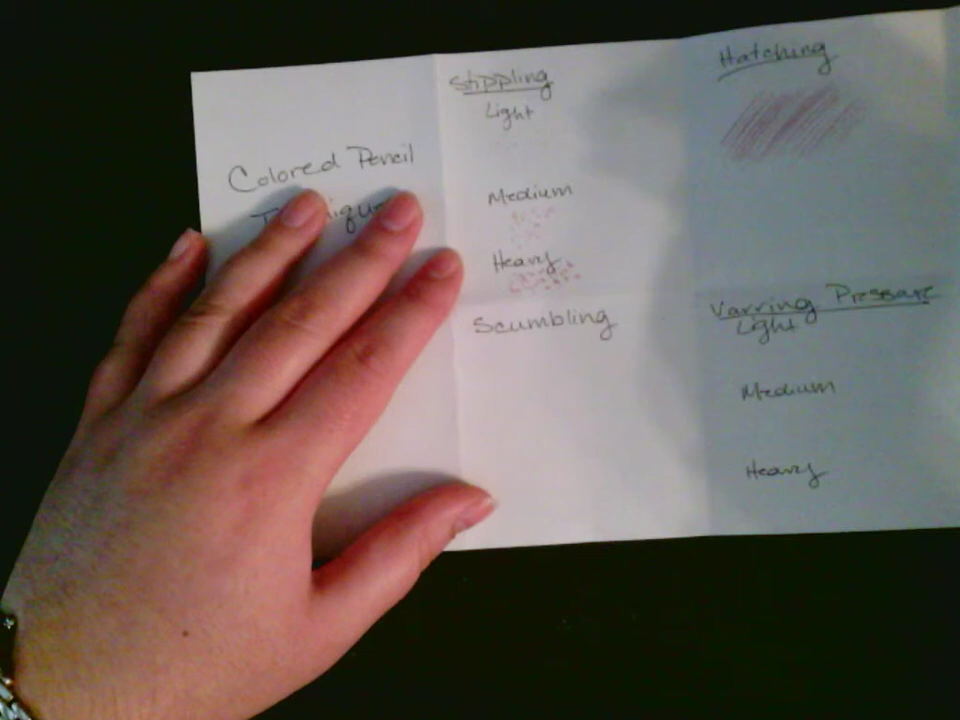 Colored Pencil
Stippling
Light
Medium
Heavy
Hatching
Scumbling
Varring Pressure
Light
Medium
Heavy